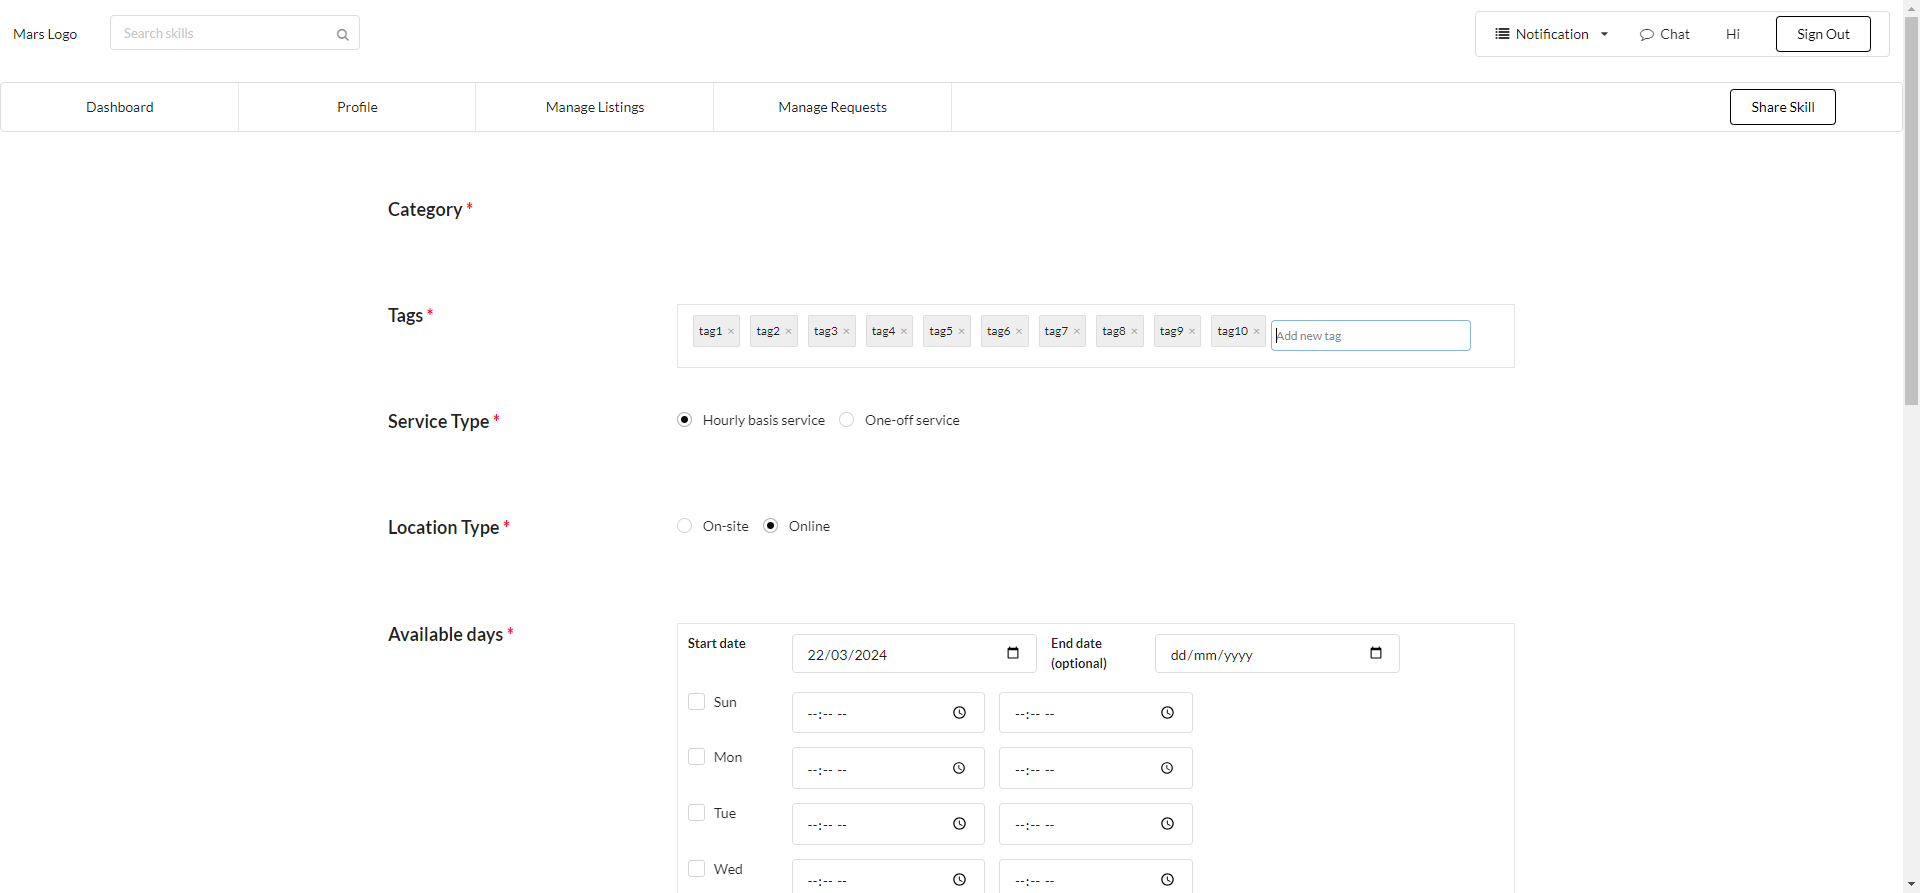 Mars Logo
Search skills
Notification
Chat
Hi
Sign Out
Dashboard
Profile
Manage Listings
Manage Requests
Share Skill
Category *
Tags *
tag1 × tag2 × tag3 × tag4 × tag5 × tag6 × tag7 × tag8 × tag9 × tag10 × Add new tag
Service Type *
Hourly basis service
One-off service
Location Type *
On-site
Online
Available days *
Start date
22/03/2024
End date
(optional)
dd/mm/yyyy
Sun
--:-- --
--:-- --
Mon
--:-- --
--:-- --
Tue
--:-- --
--:-- --
Wed
--:-- --
--:-- --